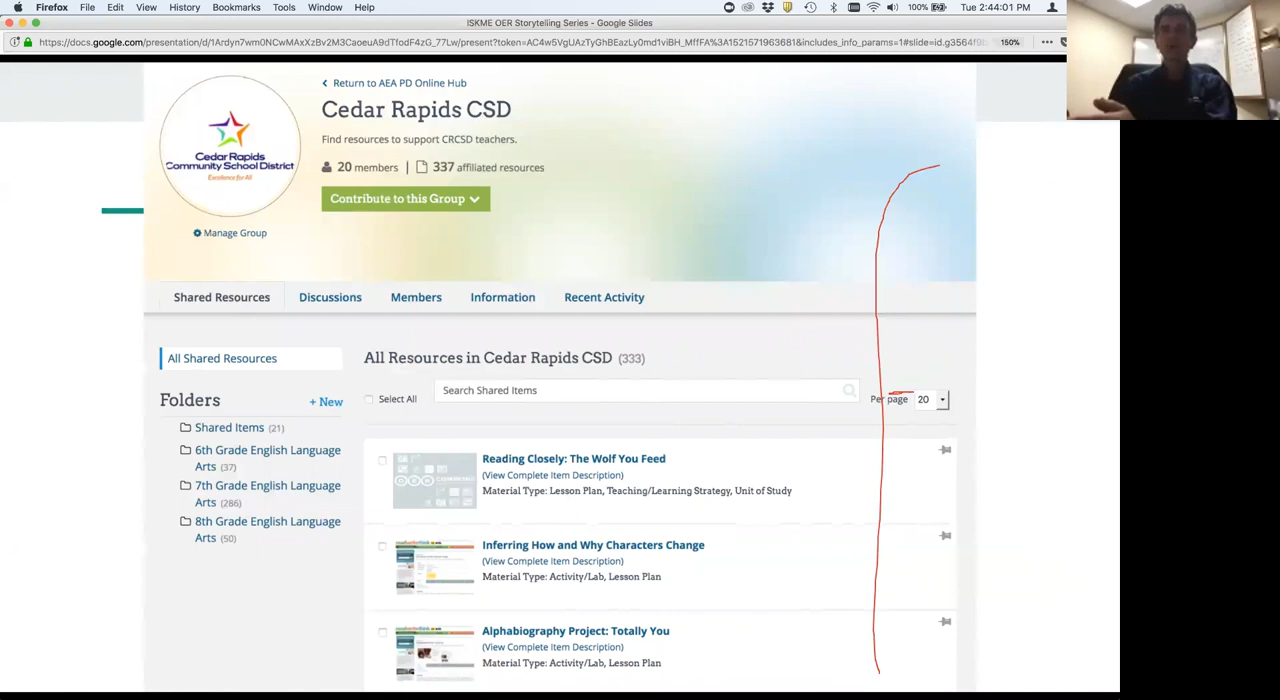 Firefox File Edit View History Bookmarks Tools Window Help 100% Tue 2:44:01 PM
ISKME OER Storytelling Series - Google Slides
150%
Return to AEA PD Online Hub
Cedar Rapids CSD
Find resources to support CRCSD teachers.
20 members | 337 affiliated resources
Contribute to this Group
Cedar Rapids
Community School District
Excellence for All
Manage Group
Shared Resources Discussions Members Information Recent Activity
All Shared Resources
Folders + New
Shared Items (21)
6th Grade English Language
Arts (37)
7th Grade English Language
Arts (286)
8th Grade English Language
Arts (50)
All Resources in Cedar Rapids CSD (333)
Select All Search Shared Items Per page 20
Reading Closely: The Wolf You Feed
(View Complete Item Description)
Material Type: Lesson Plan, Teaching/Learning Strategy, Unit of Study
Inferring How and Why Characters Change
(View Complete Item Description)
Material Type: Activity/Lab, Lesson Plan
Alphabiography Project: Totally You
(View Complete Item Description)
Material Type: Activity/Lab, Lesson Plan